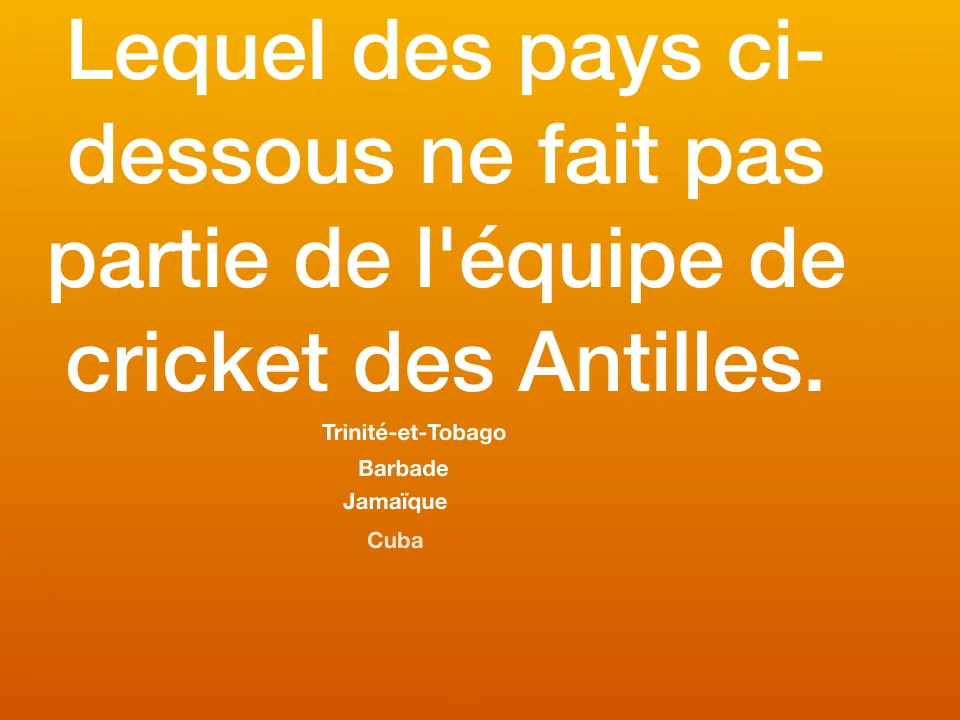 Lequel des pays ci-
dessous ne fait pas
partie de l'équipe de
cricket des Antilles.
Trinité-et-Tobago
Barbade
Jamaïque
Cuba